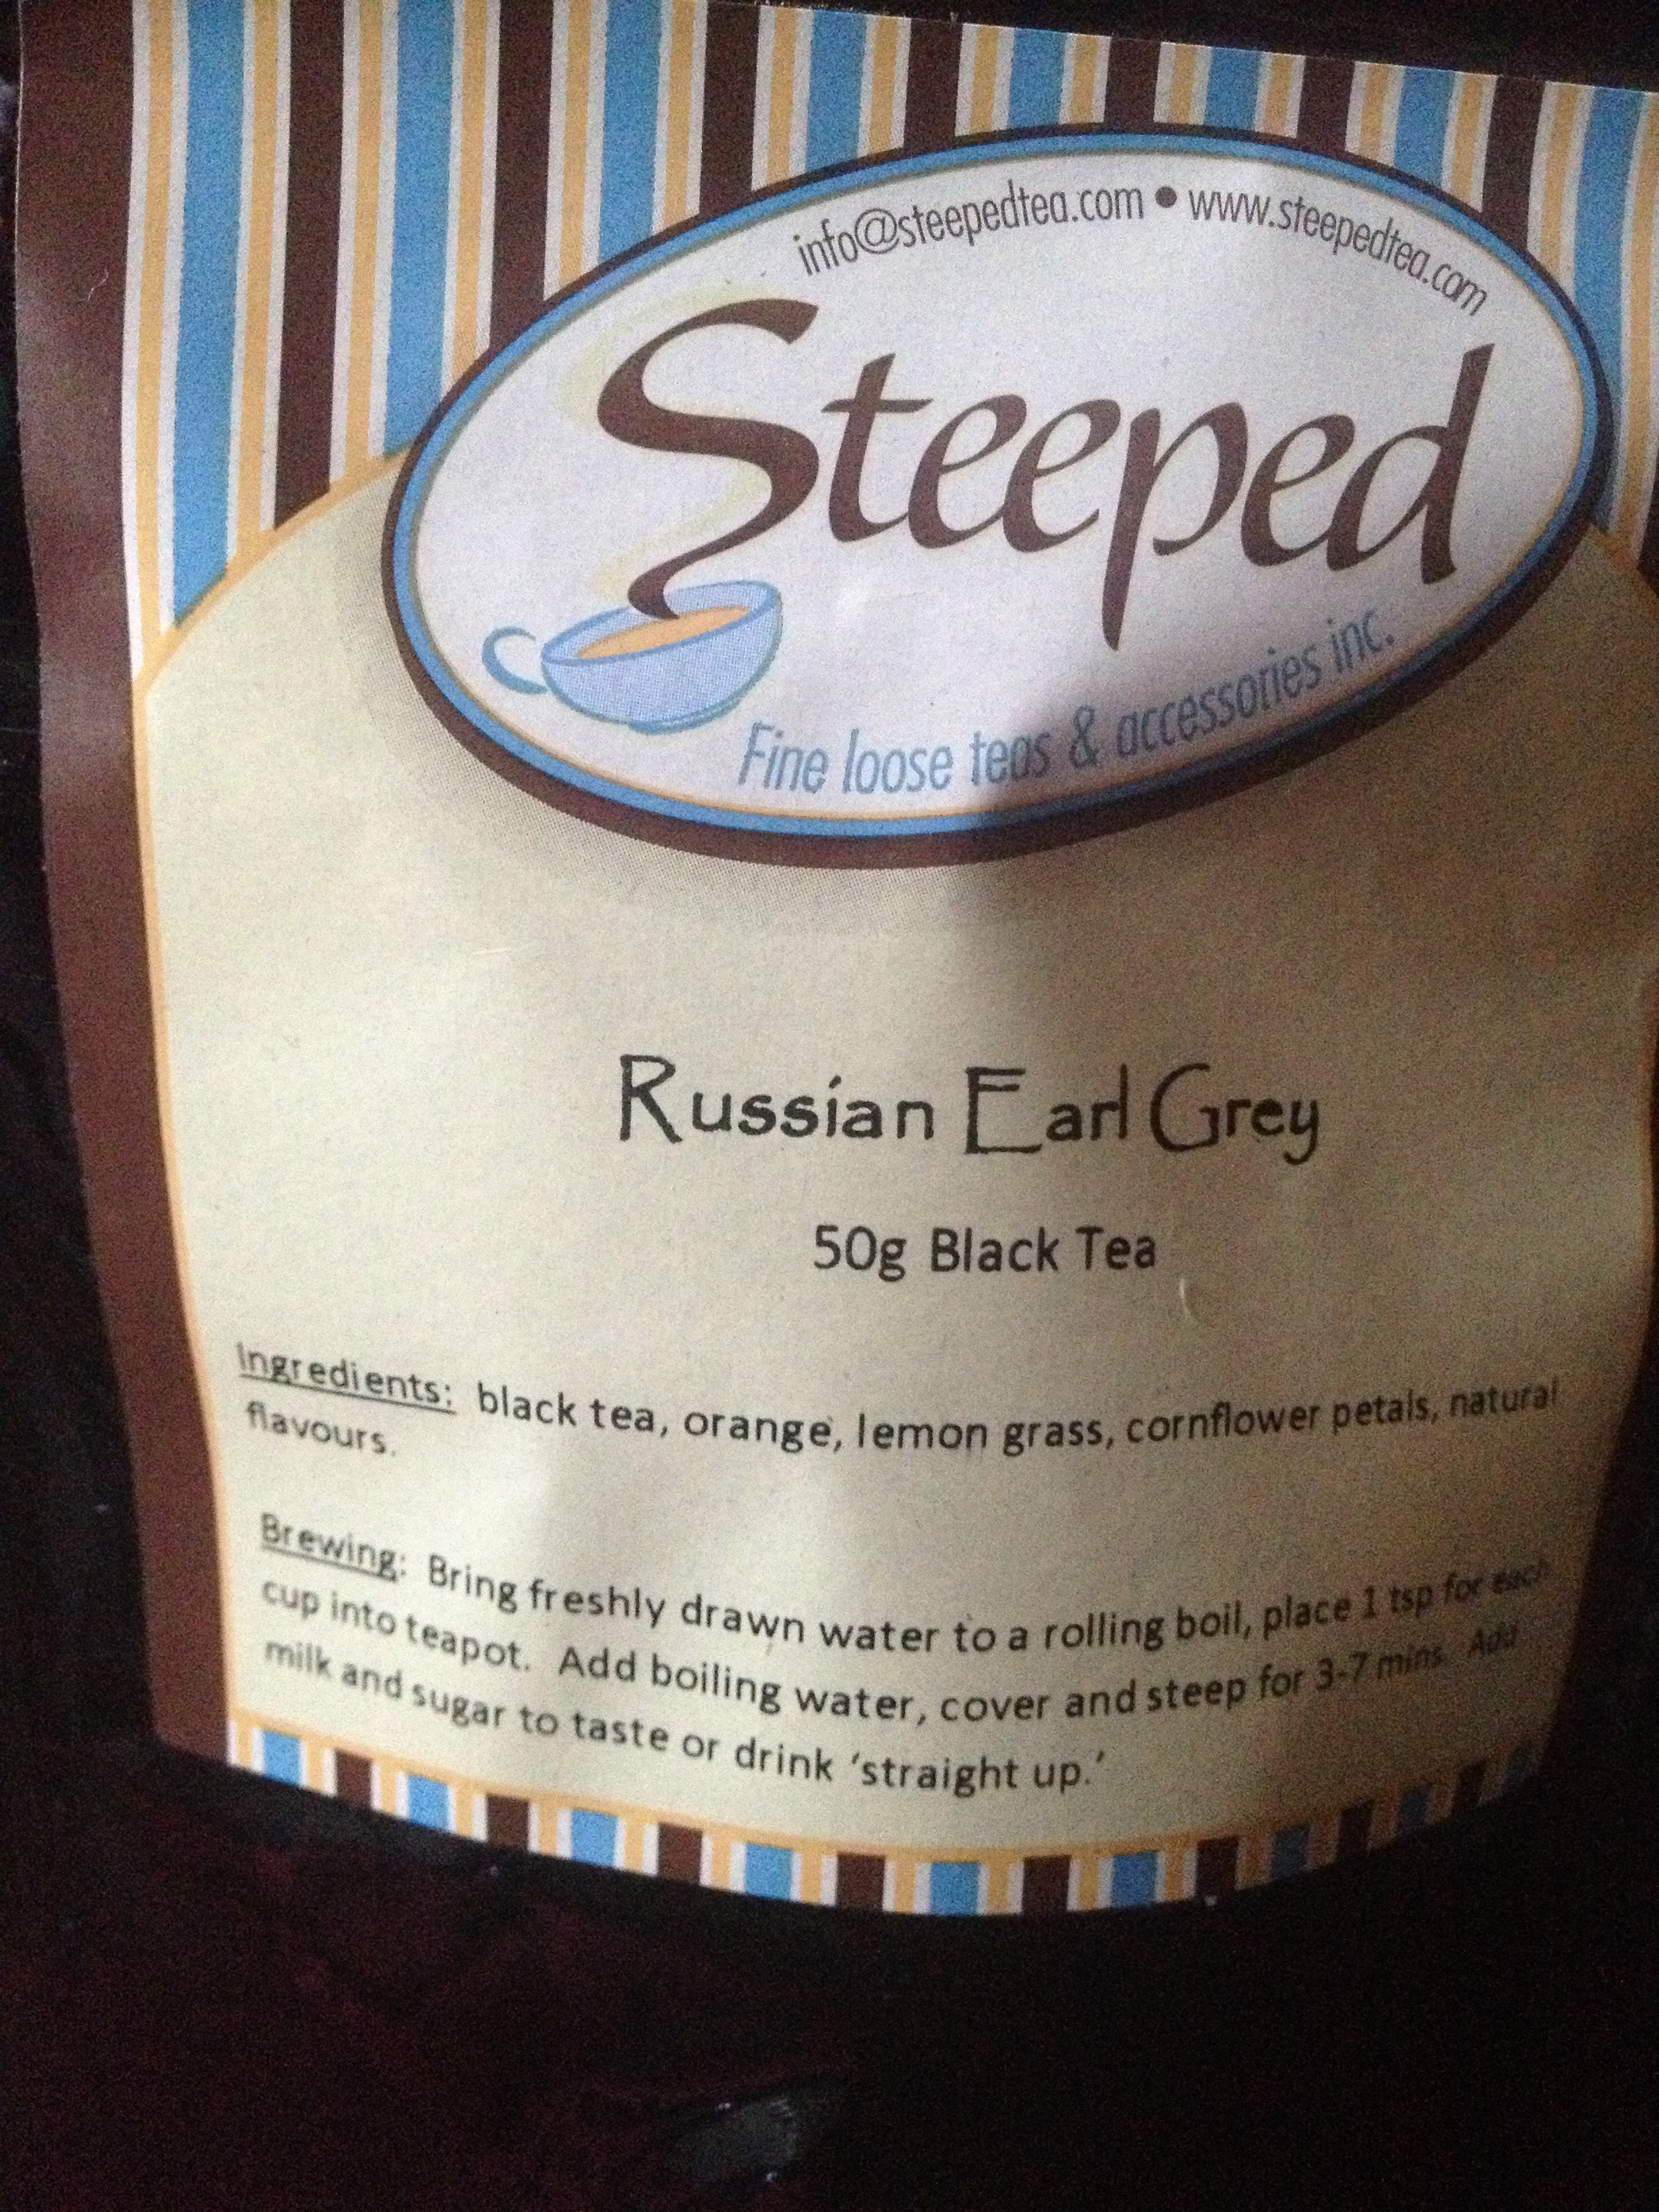 info@steepedtea.com • www.steepedtea.com
Steeped
Fine loose teas & accessories inc.
Russian Earl Grey
50g Black Tea
Ingredients: black tea, orange, lemon grass, cornflower petals, natural
flavours.
Brewing: Bring freshly drawn water to a rolling boil, place 1 tsp for each
cup into teapot. Add boiling water, cover and steep for 3-7 mins. Add
milk and sugar to taste or drink ‘straight up.’